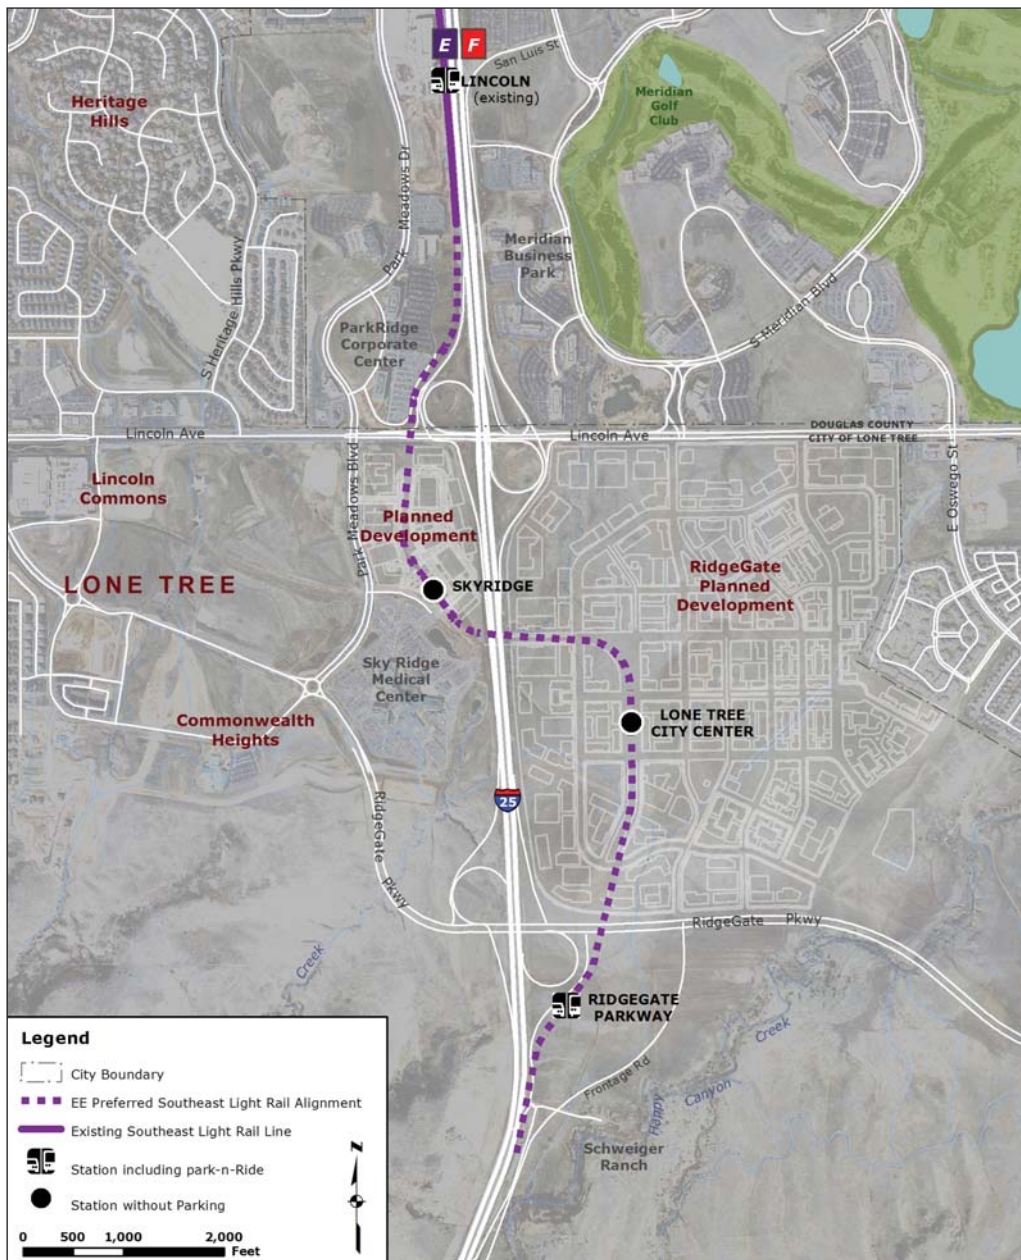 E F
San Luis St
LINCOLN
(existing)
Heritage
Hills
Meridian
Golf
Club
Park Meadows Dr
Meridian
Business
Park
S Heritage Hills Pkwy
ParkRidge
Corporate
Center
S Meridian Blvd
Lincoln Ave
Lincoln Ave
DOUGLAS COUNTY
CITY OF LONE TREE
Lincoln
Commons
Park Meadows Blvd
Planned
Development
E Oswego St
LONE TREE
SKYRIDGE
RidgeGate
Planned
Development
Sky Ridge
Medical
Center
Commonwealth
Heights
LONE TREE
CITY CENTER
25
RidgeGate Pkwy
RidgeGate Pkwy
Creek
RIDGEGATE
PARKWAY
Frontage Rd
Happy Canyon Creek
Schweiger
Ranch
Legend
City Boundary
EE Preferred Southeast Light Rail Alignment
Existing Southeast Light Rail Line
Station including park-n-Ride
Station without Parking
N
0 500 1,000 2,000
Feet